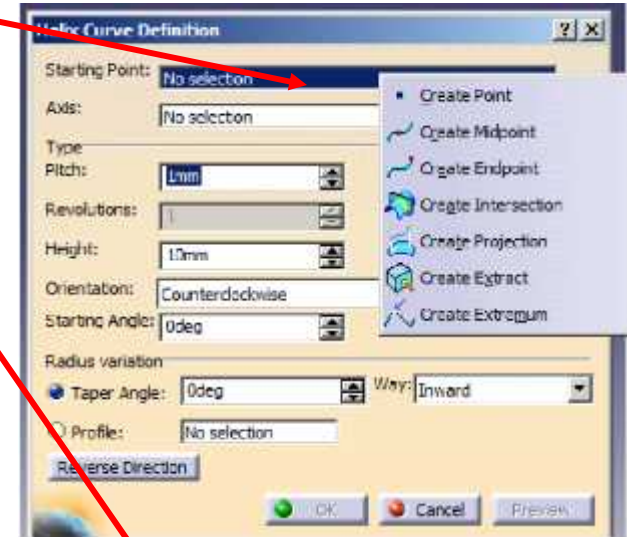 Helix Curve Definition
Starting Point: No selection
Axis: No selection
Type
Pitch: 1mm
Revolutions: 1
Height: 10mm
Orientation: Counterclockwise
Starting Angle: 0deg
Radius variation
Taper Angle: 0deg Way: Inward
Profile: No selection
Reverse Direction
OK Cancel Preview
Create Point
Create Midpoint
Create Endpoint
Create Intersection
Create Projection
Create Extract
Create Extremum